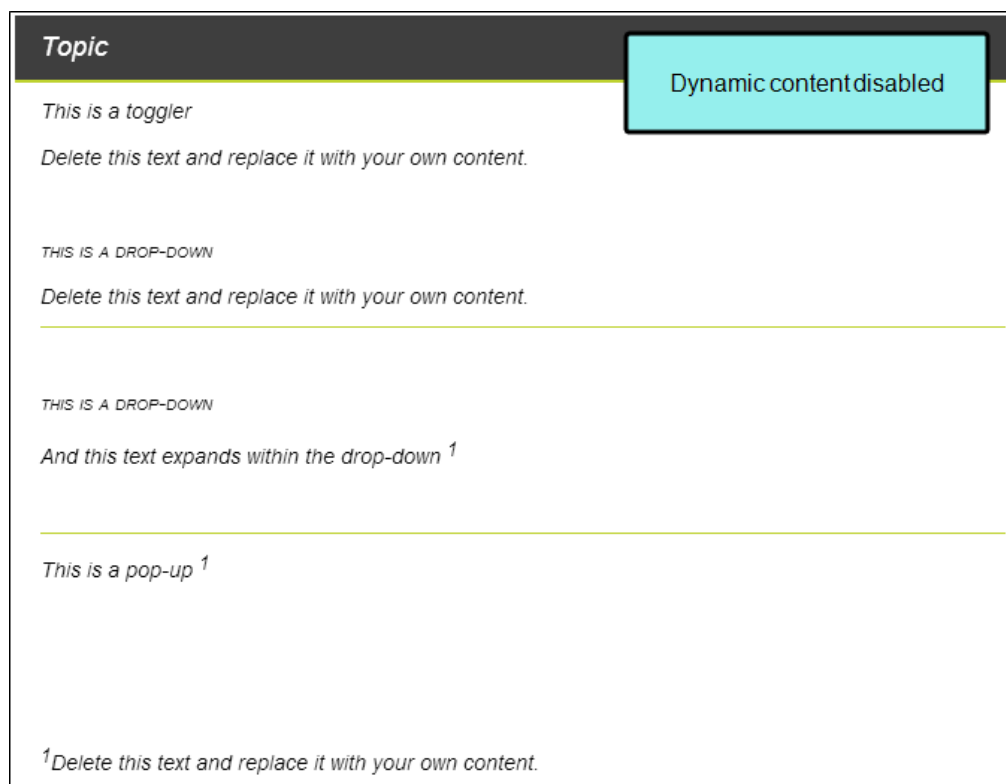 Topic
Dynamic content disabled
This is a toggler
Delete this text and replace it with your own content.
THIS IS A DROP-DOWN
Delete this text and replace it with your own content.
THIS IS A DROP-DOWN
And this text expands within the drop-down 1
This is a pop-up 1
1Delete this text and replace it with your own content.